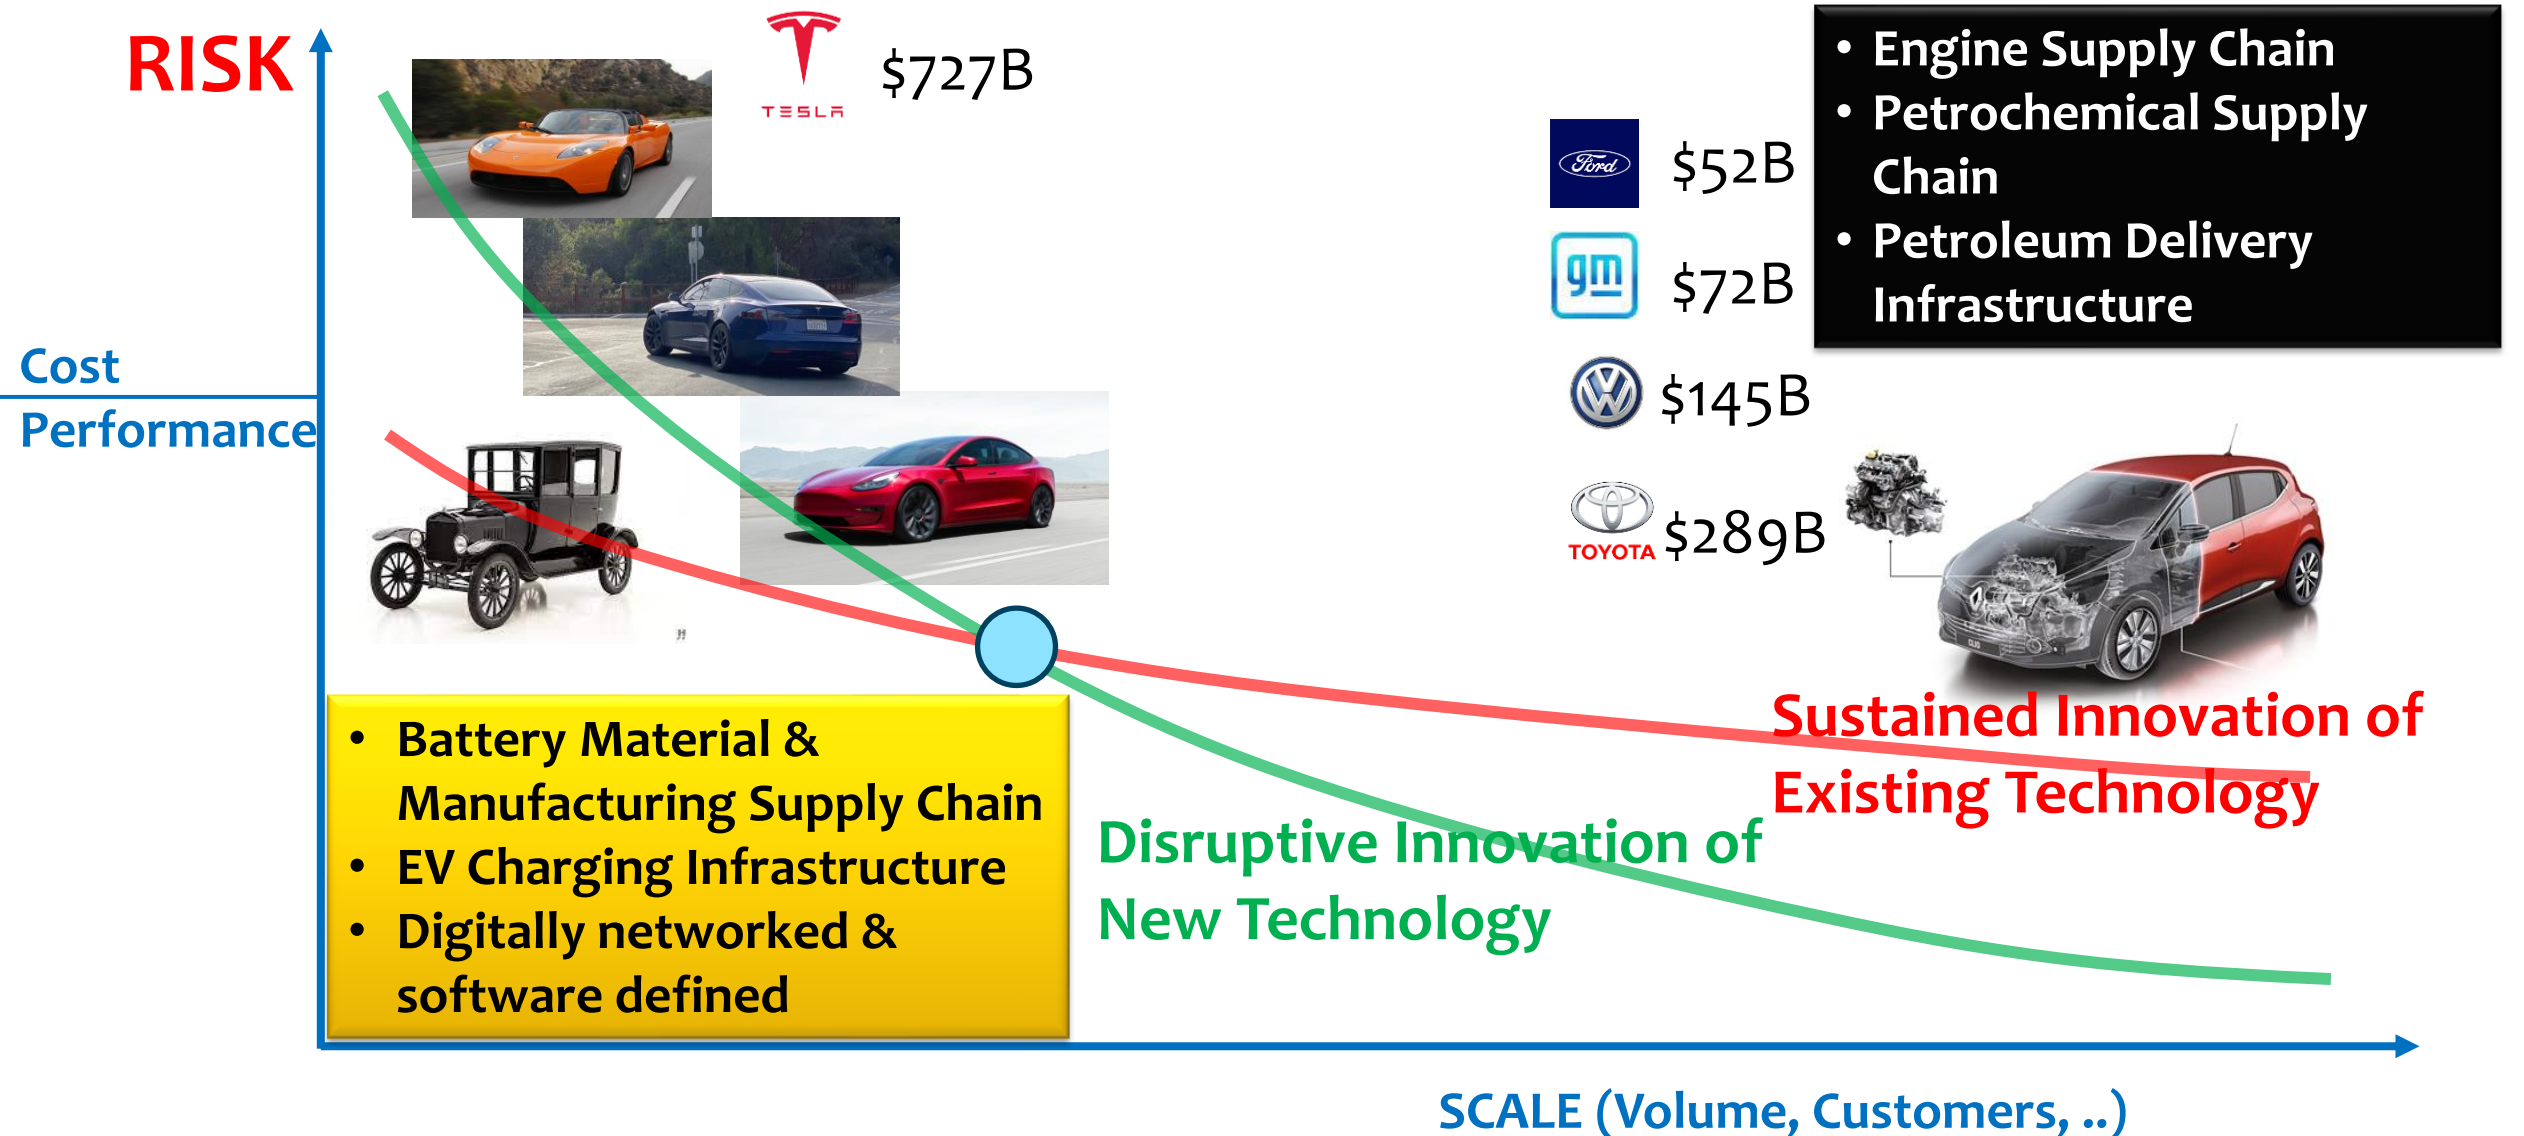 RISK
TESLA
$727B
Ford
$52B
gm
$72B
$145B
TOYOTA
$289B
• Engine Supply Chain
• Petrochemical Supply
Chain
• Petroleum Delivery
Infrastructure
Cost
Performance
CLIO
Sustained Innovation of
Existing Technology
• Battery Material &
Manufacturing Supply Chain
• EV Charging Infrastructure
• Digitally networked &
software defined
Disruptive Innovation of
New Technology
SCALE (Volume, Customers, ..)